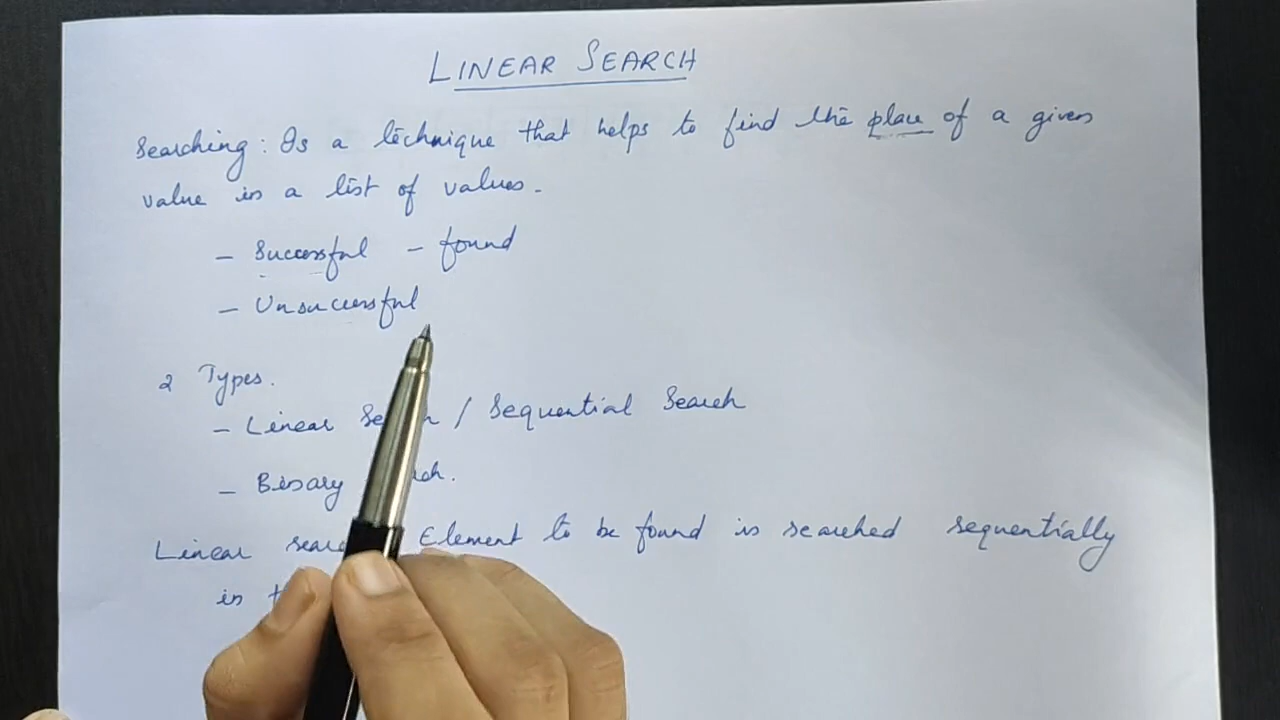 LINEAR SEARCH
Searching : Is a technique that helps to find the place of a given
value in a list of values.
- Successful - found
- Unsuccessful
2 Types.
- Linear / Sequential Search
- Binary
Linear Element to be found is searched sequentially
in